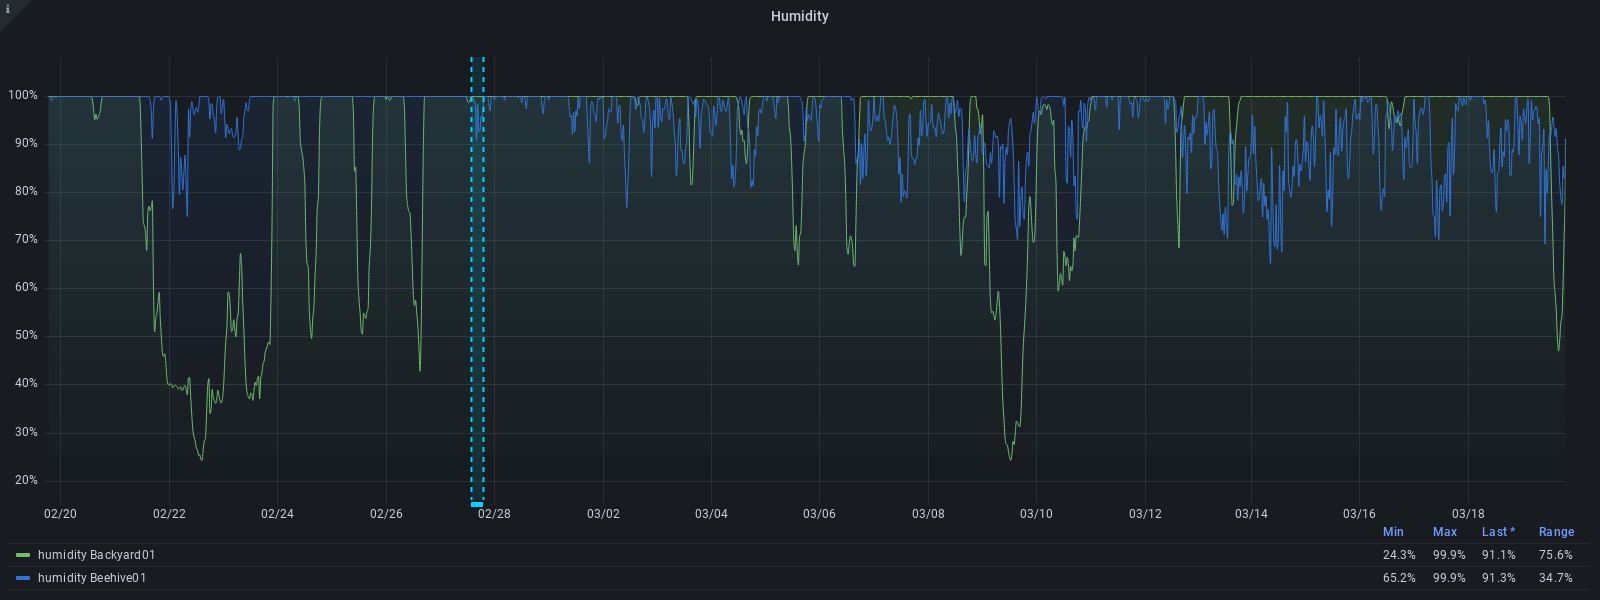 i
Humidity
100%
90%
80%
70%
60%
50%
40%
30%
20%
02/20 02/22 02/24 02/26 02/28 03/02 03/04 03/06 03/08 03/10 03/12 03/14 03/16 03/18
Min Max Last * Range
humidity Backyard01 24.3% 99.9% 91.1% 75.6%
humidity Beehive01 65.2% 99.9% 91.3% 34.7%